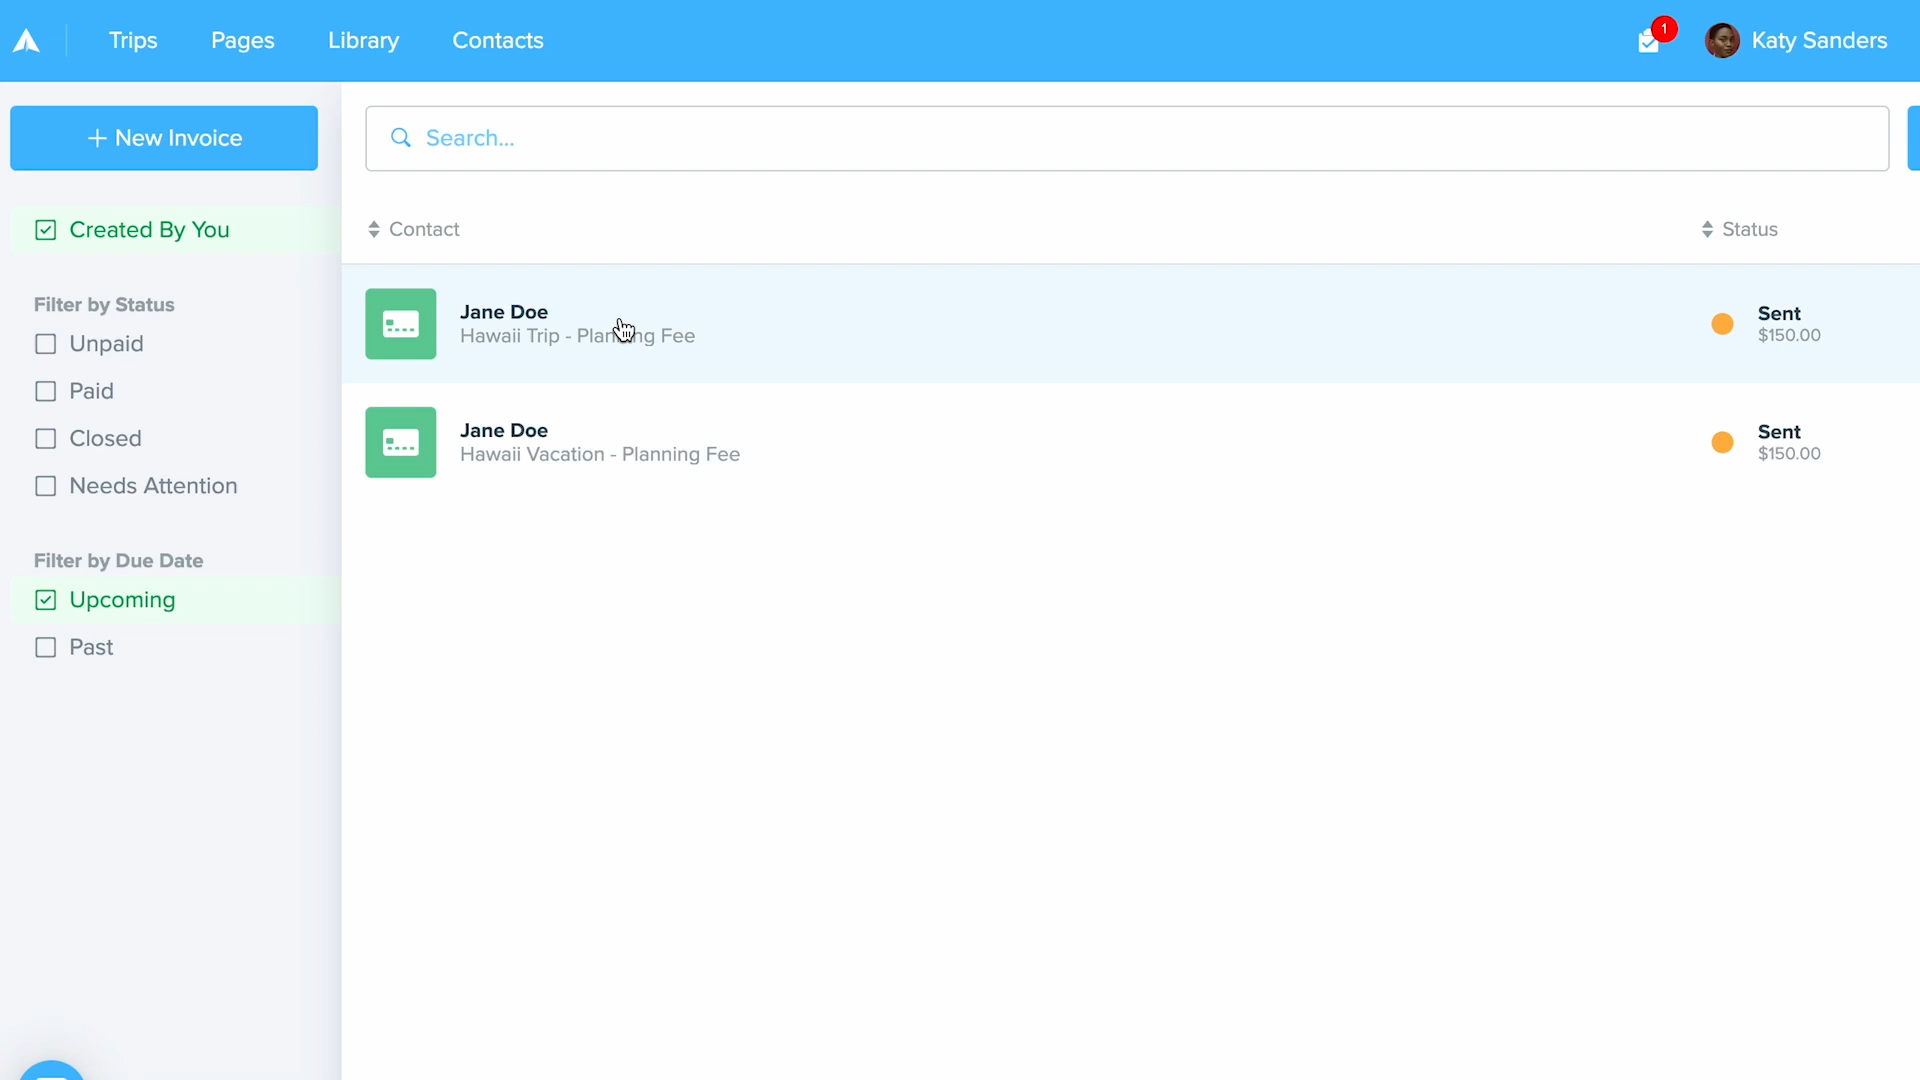 Trips Pages Library Contacts 1 Katy Sanders
+ New Invoice
Search...
Created By You
Contact Status
Filter by Status
Unpaid
Paid
Closed
Needs Attention
Filter by Due Date
Upcoming
Past
Jane Doe
Hawaii Trip - Planning Fee
Sent
$150.00
Jane Doe
Hawaii Vacation - Planning Fee
Sent
$150.00